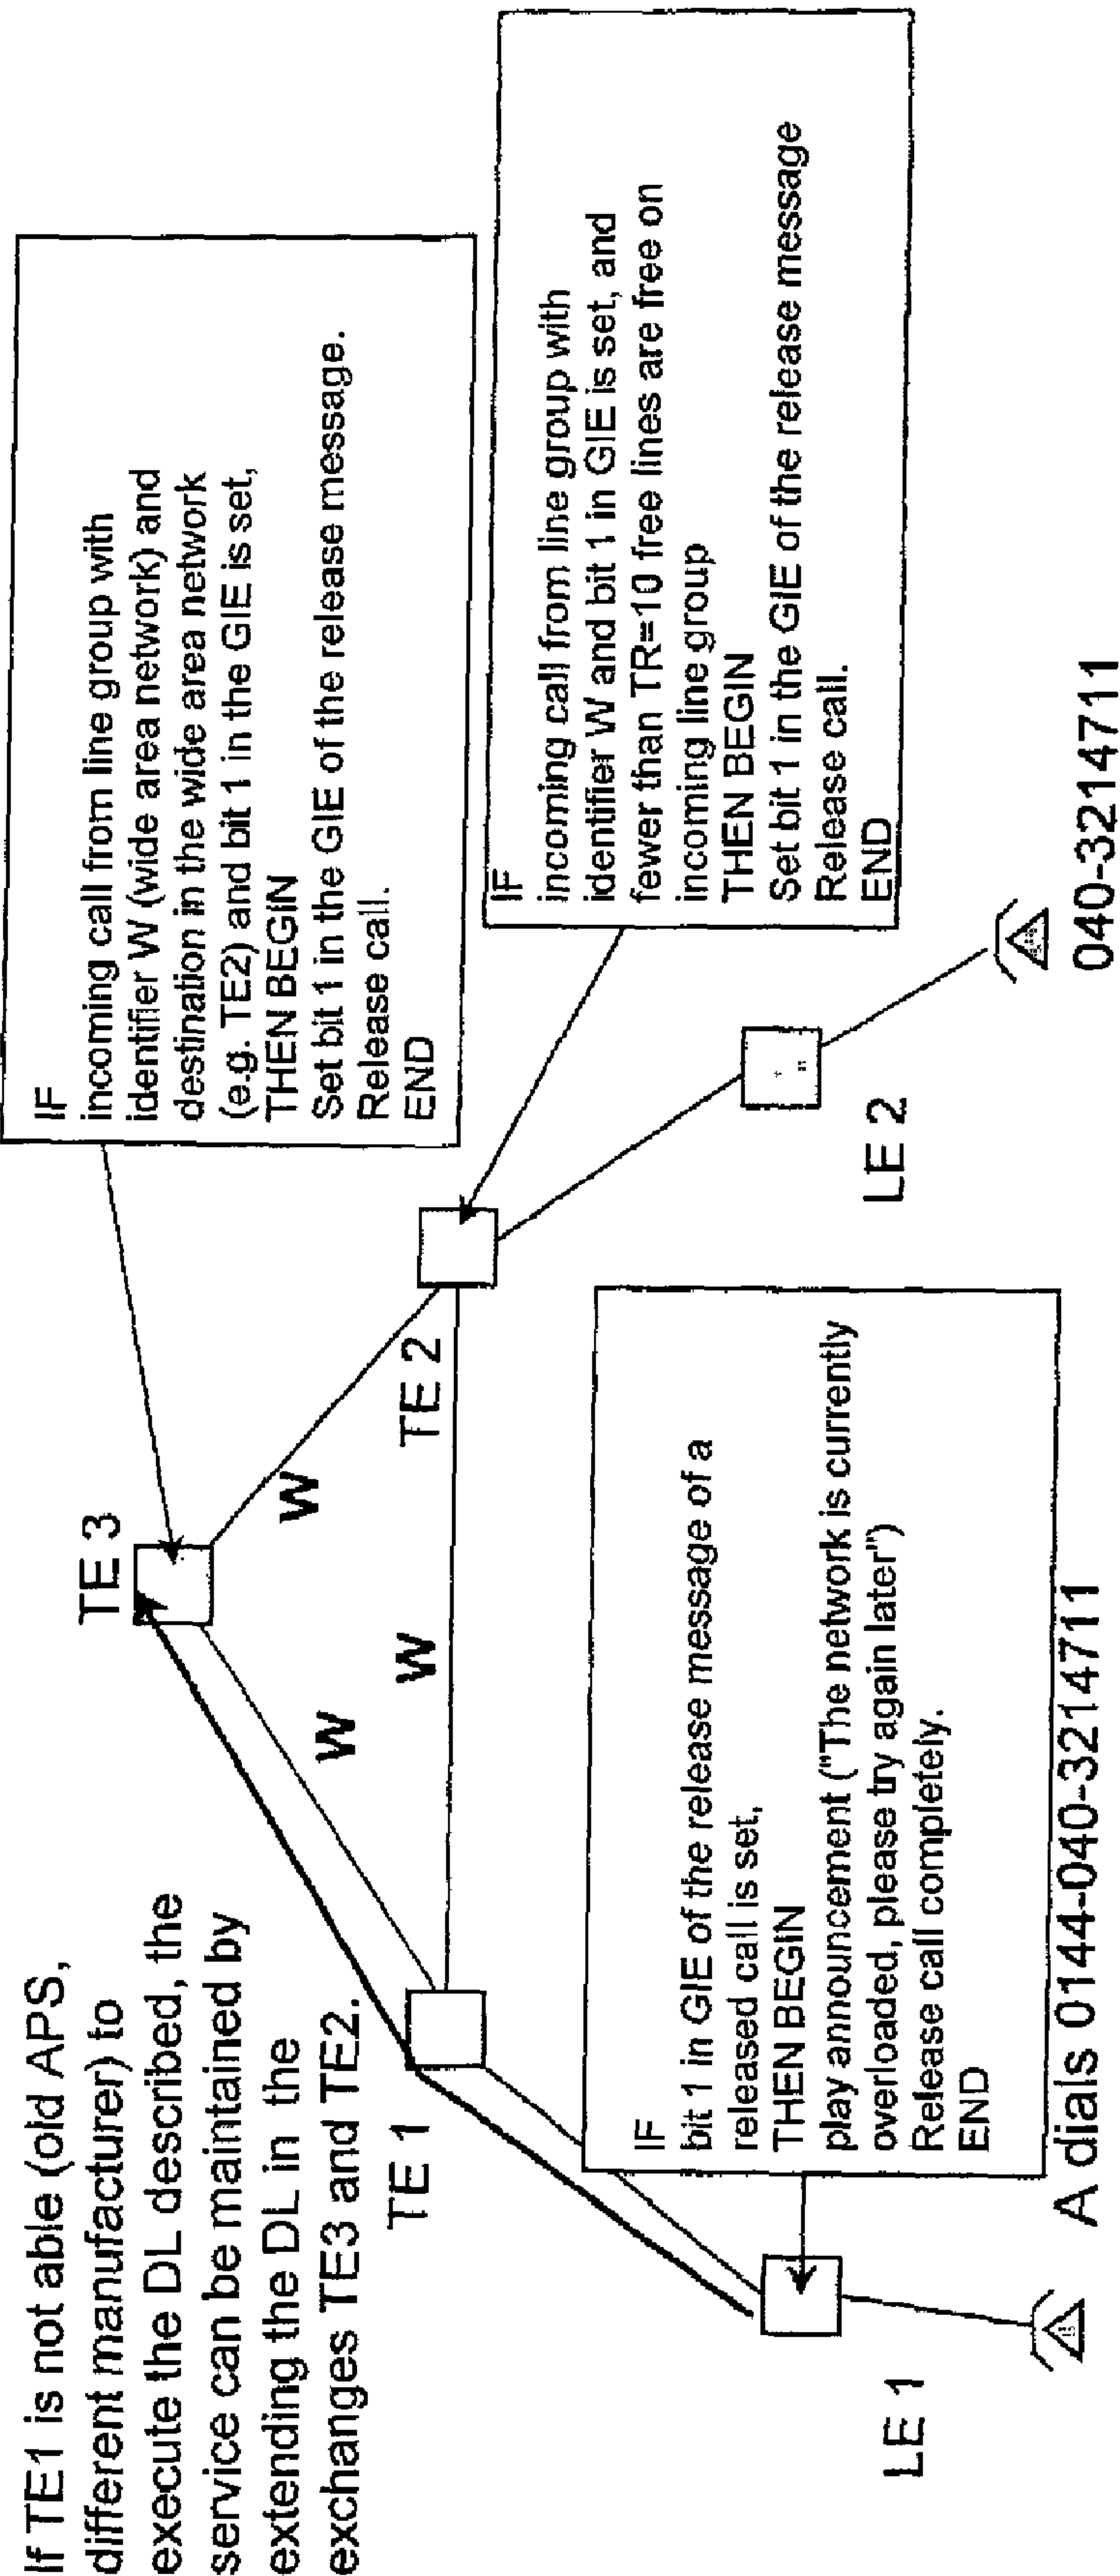 If TE1 is not able (old APS,
different manufacturer) to
execute the DL described, the
service can be maintained by
extending the DL in the
exchanges TE3 and TE2.
TE 3
IF
incoming call from line group with
identifier W (wide area network) and
destination in the wide area network
(e.g. TE2) and bit 1 in the GIE is set,
THEN BEGIN
Set bit 1 in the GIE of the release message.
Release call.
END
W
W
W
TE 1
TE 2
IF
incoming call from line group with
identifier W and bit 1 in GIE is set, and
fewer than TR=10 free lines are free on
incoming line group
THEN BEGIN
Set bit 1 in the GIE of the release message
Release call.
END
IF
bit 1 in GIE of the release message of a
released call is set,
THEN BEGIN
play announcement ("The network is currently
overloaded, please try again later")
Release call completely.
END
LE 1
LE 2
A dials 0144-040-3214711
040-3214711